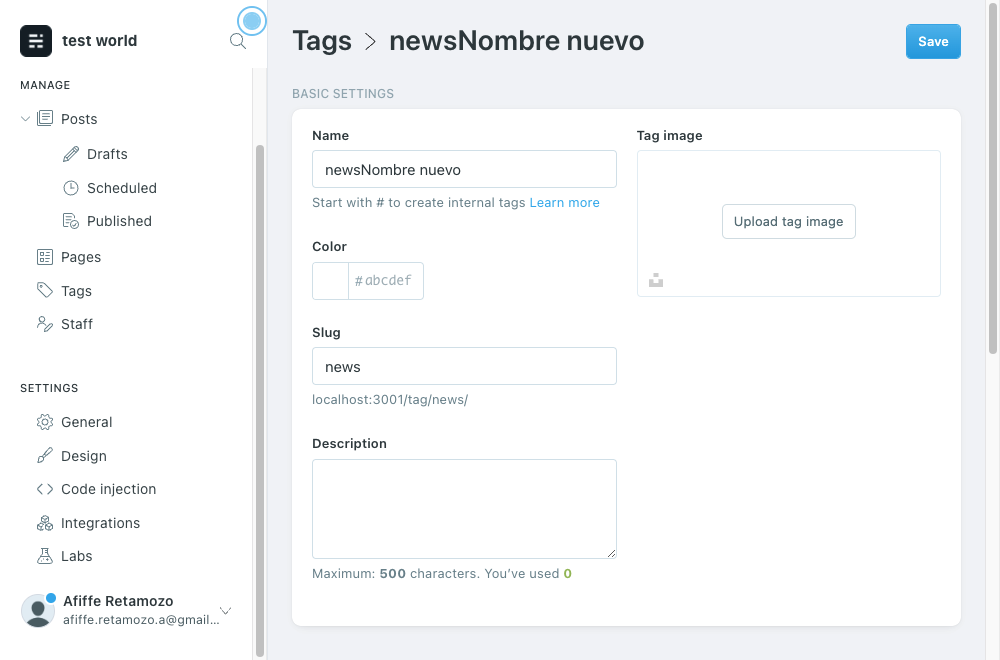 test world
MANAGE
Posts
Drafts
Scheduled
Published
Pages
Tags
Staff
SETTINGS
General
Design
Code injection
Integrations
Labs
Afiffe Retamozo
afiffe.retamozo.a@gmail...
Tags > newsNombre nuevo
Save
BASIC SETTINGS
Name
newsNombre nuevo
Start with # to create internal tags Learn more
Color
# abcdef
Slug
news
localhost:3001/tag/news/
Description
Maximum: 500 characters. You’ve used 0
Tag image
Upload tag image